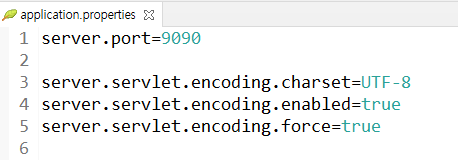 application.properties
1 server.port=9090
2
3 server.servlet.encoding.charset=UTF-8
4 server.servlet.encoding.enabled=true
5 server.servlet.encoding.force=true
6